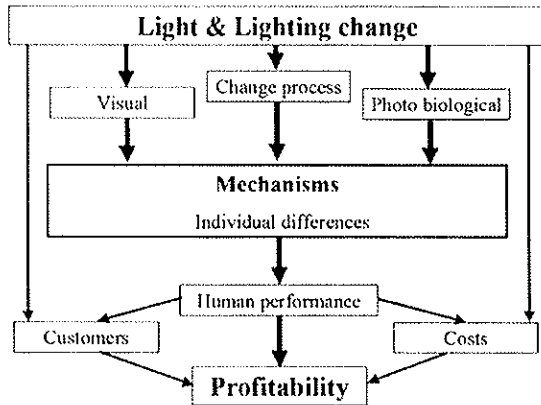 Light & Lighting change
Visual
Change process
Photo biological
Mechanisms
Individual differences
Human performance
Customers
Costs
Profitability